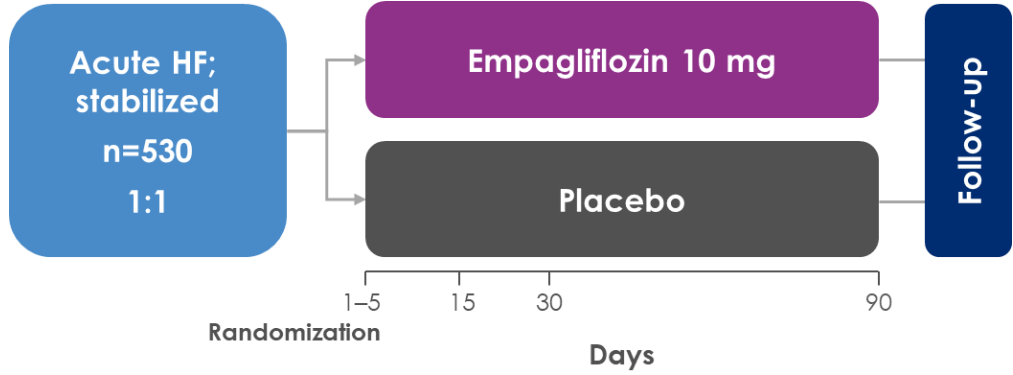 Acute HF;
stabilized
n=530
1:1
Empagliflozin 10 mg
Placebo
Follow-up
1–5
15
30
90
Randomization
Days